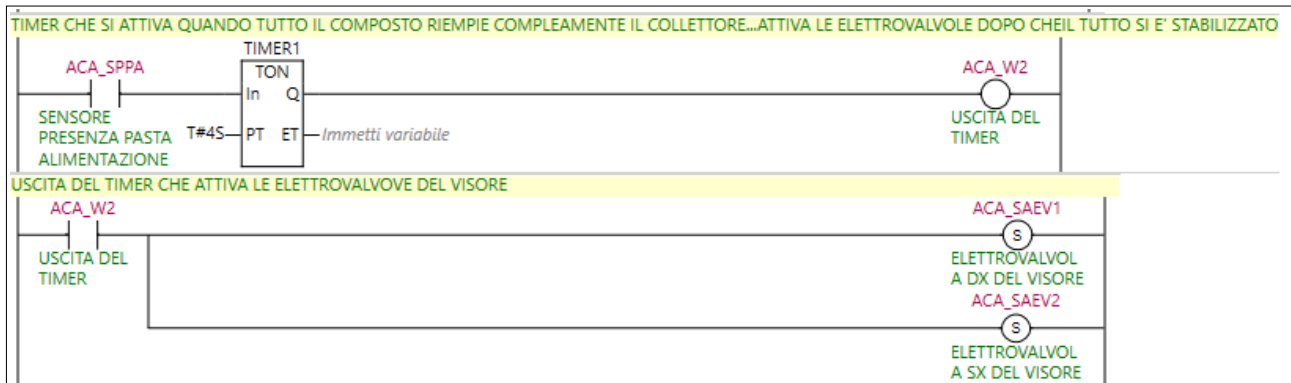 TIMER CHE SI ATTIVA QUANDO TUTTO IL COMPOSTO RIEMPIE COMPLEAMENTE IL COLLETTORE...ATTIVA LE ELETTROVALVOLE DOPO CHEIL TUTTO SI E' STABILIZZATO
TIMER1
ACA_SPPA
TON
ACA_W2
In Q
SENSORE
PRESENZA PASTA
ALIMENTAZIONE
T#4S
PT ET
Immetti variabile
USCITA DEL
TIMER
USCITA DEL TIMER CHE ATTIVA LE ELETTROVALVOVE DEL VISORE
ACA_W2
USCITA DEL
TIMER
ACA_SAEV1
S
ELETTROVALVOL
A DX DEL VISORE
ACA_SAEV2
S
ELETTROVALVOL
A SX DEL VISORE